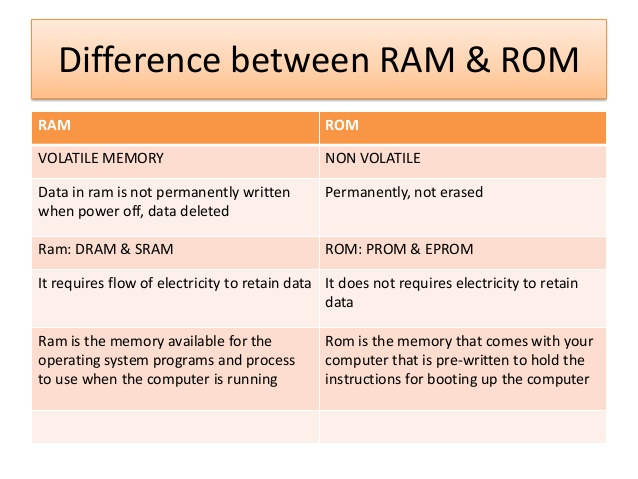 Difference between RAM & ROM
RAM
ROM
VOLATILE MEMORY
NON VOLATILE
Data in ram is not permanently written
when power off, data deleted
Permanently, not erased
Ram: DRAM & SRAM
ROM: PROM & EPROM
It requires flow of electricity to retain data
It does not requires electricity to retain
data
Ram is the memory available for the
operating system programs and process
to use when the computer is running
Rom is the memory that comes with your
computer that is pre-written to hold the
instructions for booting up the computer